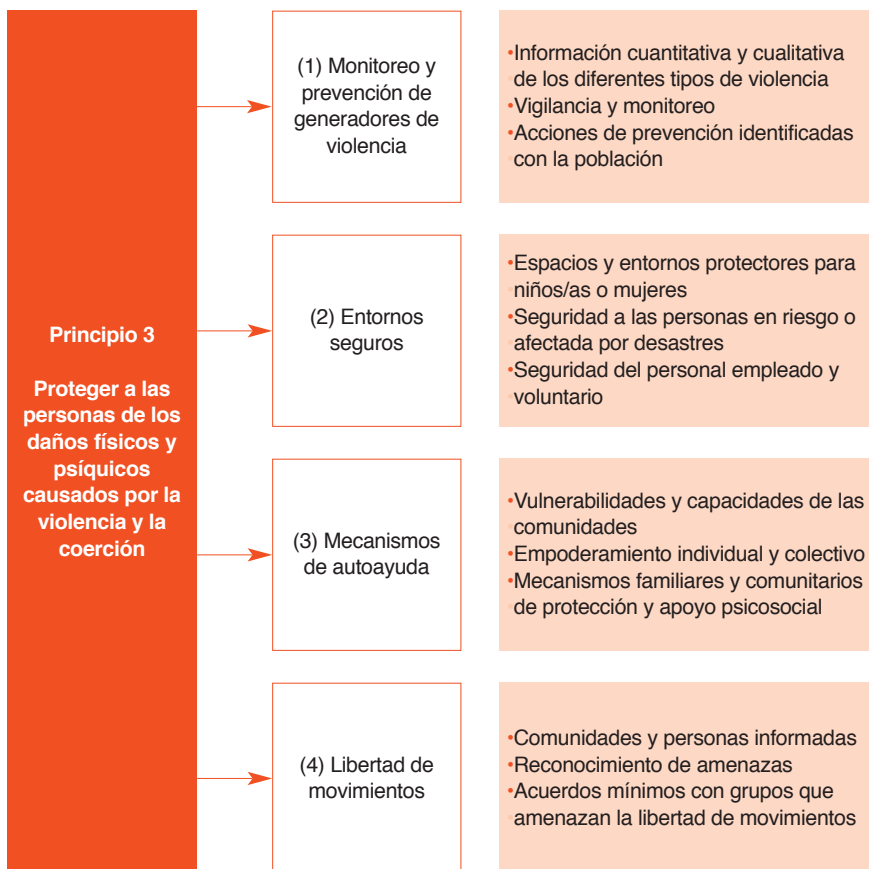 Principio 3
Proteger a las
personas de los
daños físicos y
psíquicos
causados por la
violencia y la
coerción
(1) Monitoreo y
prevención de
generadores de
violencia
•Información cuantitativa y cualitativa
de los diferentes tipos de violencia
•Vigilancia y monitoreo
•Acciones de prevención identificadas
con la población
(2) Entornos
seguros
•Espacios y entornos protectores para
niños/as o mujeres
•Seguridad a las personas en riesgo o
afectada por desastres
•Seguridad del personal empleado y
voluntario
(3) Mecanismos
de autoayuda
•Vulnerabilidades y capacidades de las
comunidades
•Empoderamiento individual y colectivo
•Mecanismos familiares y comunitarios
de protección y apoyo psicosocial
(4) Libertad de
movimientos
•Comunidades y personas informadas
•Reconocimiento de amenazas
•Acuerdos mínimos con grupos que
amenazan la libertad de movimientos